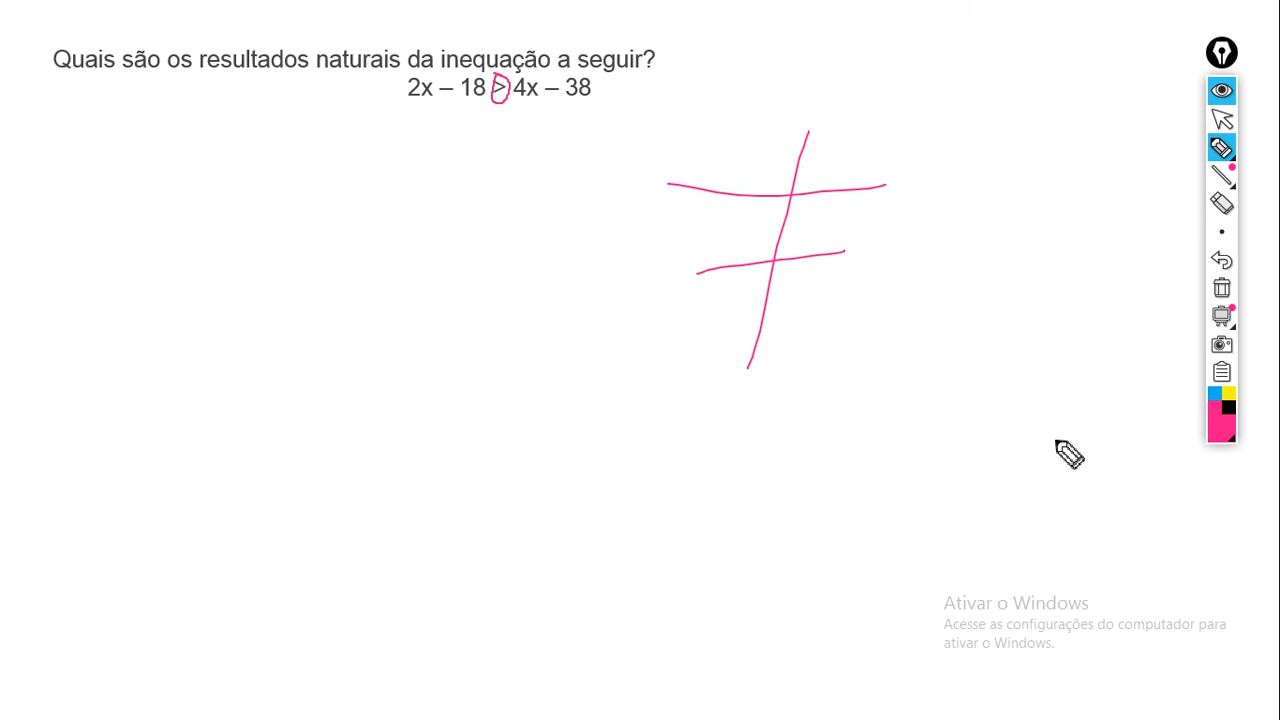 Quais são os resultados naturais da inequação a seguir?
2x – 18 > 4x – 38
≠
Ativar o Windows
Acesse as configurações do computador para
ativar o Windows.